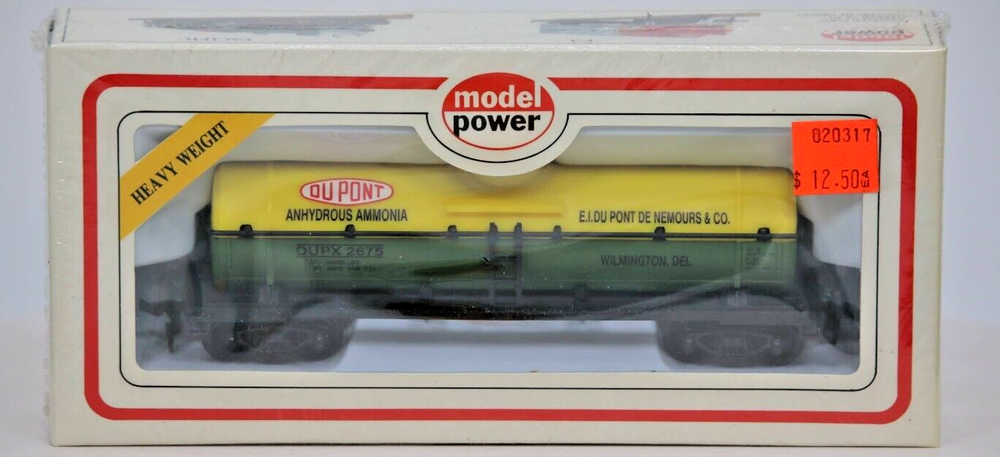 model
power
HEAVY WEIGHT
020317
$ 12.50 EA
DU PONT
ANHYDROUS AMMONIA
E.I.DU PONT DE NEMOURS & CO.
DUPX 2675
WILMINGTON, DEL.